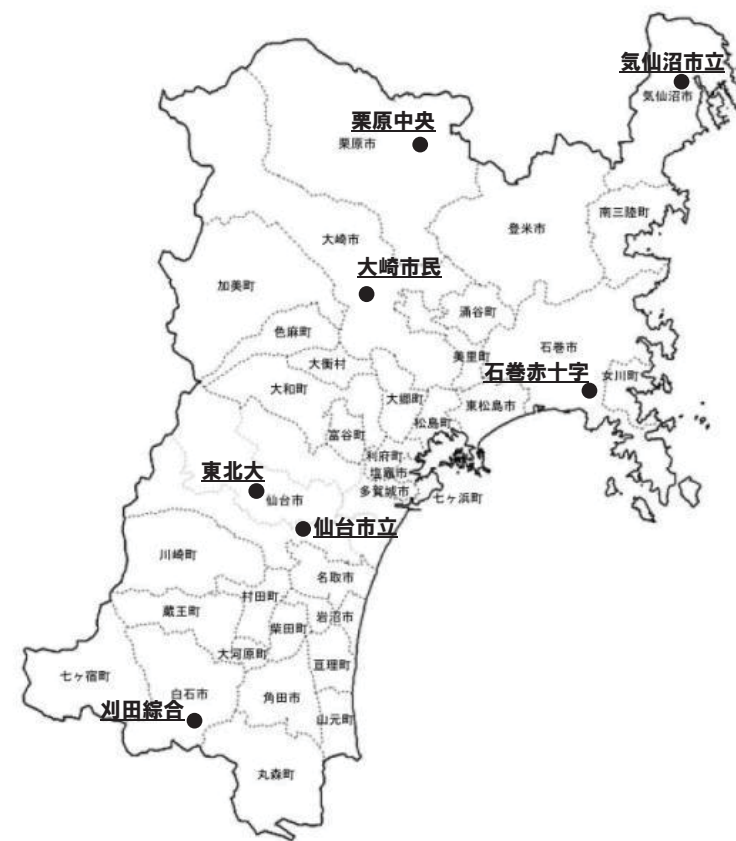 気仙沼市立
気仙沼市
栗原中央
栗原市
登米市
南三陸町
大崎市
大崎市民
加美町
涌谷町
色麻町
美里町
石巻市
大衡村
石巻赤十字
女川町
大和町
大郷町
東松島市
松島町
富谷町
利府町
塩竈市
多賀城市
七ヶ浜町
東北大
仙台市
仙台市立
川崎町
名取市
村田町
蔵王町
岩沼市
柴田町
大河原町
亘理町
七ヶ宿町
白石市
角田市
刈田綜合
山元町
丸森町